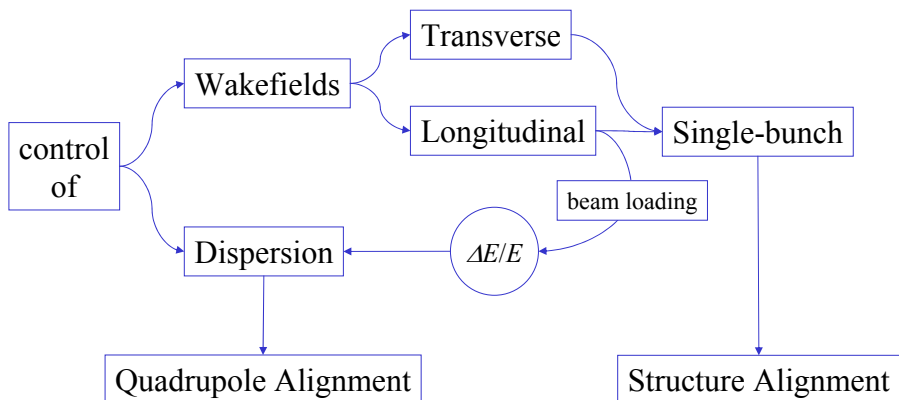 Transverse
Wakefields
Longitudinal
Single-bunch
control
of
beam loading
Dispersion
ΔE/E
Quadrupole Alignment
Structure Alignment